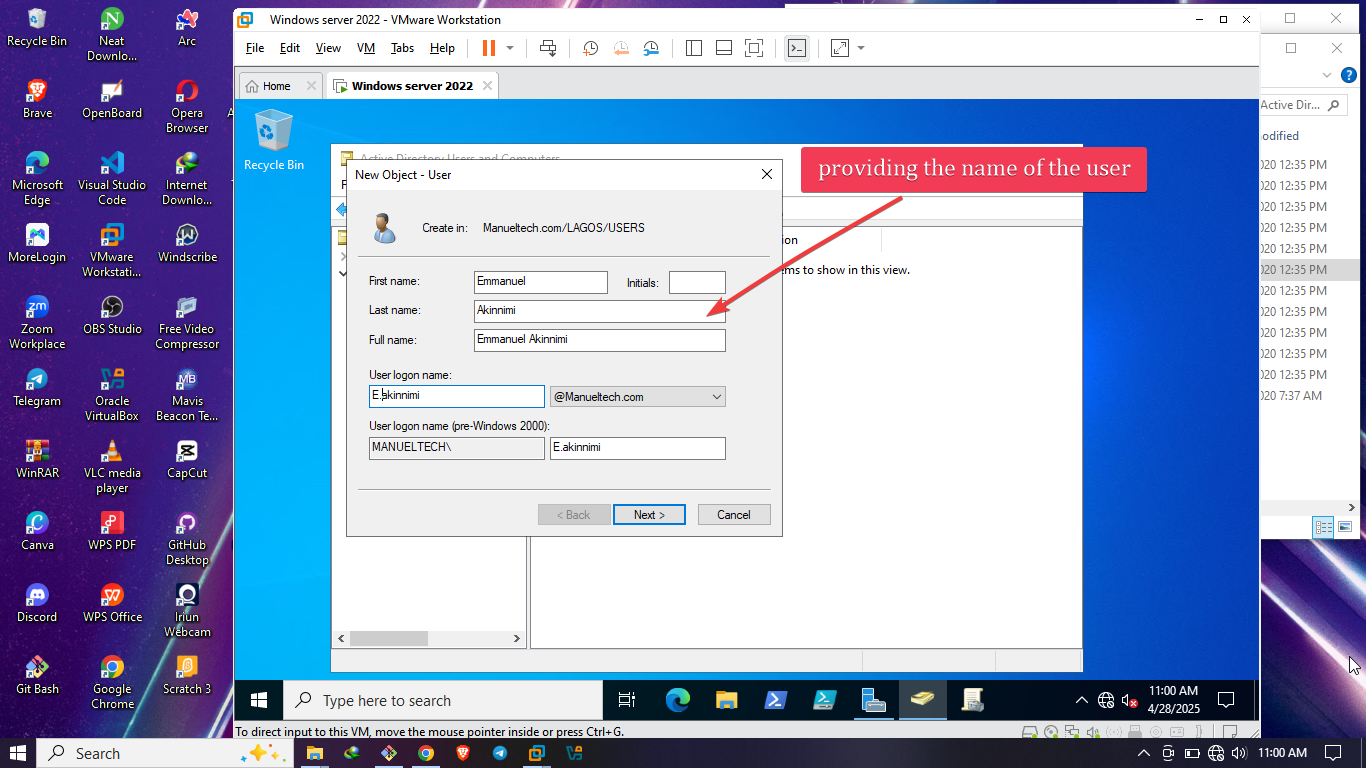 Recycle Bin
Neat
Downlo...
Arc
Brave
OpenBoard
Opera
Browser
Microsoft
Edge
Visual Studio
Code
Internet
Downlo...
MoreLogin
VMware
Workstati...
Windscribe
Zoom
Workplace
OBS Studio
Free Video
Compressor
Telegram
Oracle
VirtualBox
Mavis
Beacon Te...
WinRAR
VLC media
player
CapCut
Canva
WPS PDF
GitHub
Desktop
Discord
WPS Office
Iriun
Webcam
Git Bash
Google
Chrome
Scratch 3
Windows server 2022 - VMware Workstation
File Edit View VM Tabs Help
Home
Windows server 2022
Recycle Bin
Active Directory Users and Computers
New Object - User
providing the name of the user
Create in: Manueltech.com/LAGOS/USERS
First name: Emmanuel Initials:
Last name: Akinnimi
Full name: Emmanuel Akinnimi
User logon name:
E.akinnimi @Manueltech.com
User logon name (pre-Windows 2000):
MANUELTECH\ E.akinnimi
< Back Next > Cancel
ion
ems to show in this view.
Active Dir...
odified
020 12:35 PM
020 12:35 PM
020 12:35 PM
020 12:35 PM
020 12:35 PM
020 12:35 PM
020 12:35 PM
020 12:35 PM
020 12:35 PM
020 12:35 PM
020 12:35 PM
020 7:37 AM
Type here to search
11:00 AM
4/28/2025
To direct input to this VM, move the mouse pointer inside or press Ctrl+G.
Search
11:00 AM